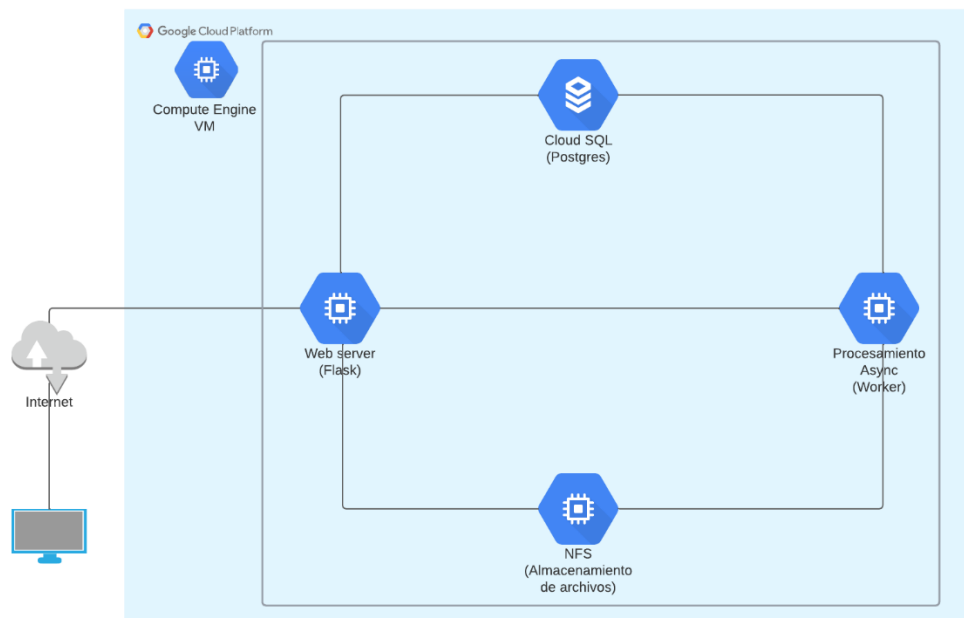 Google Cloud Platform
Compute Engine
VM
Cloud SQL
(Postgres)
Web server
(Flask)
Procesamiento
Async
(Worker)
Internet
NFS
(Almacenamiento
de archivos)